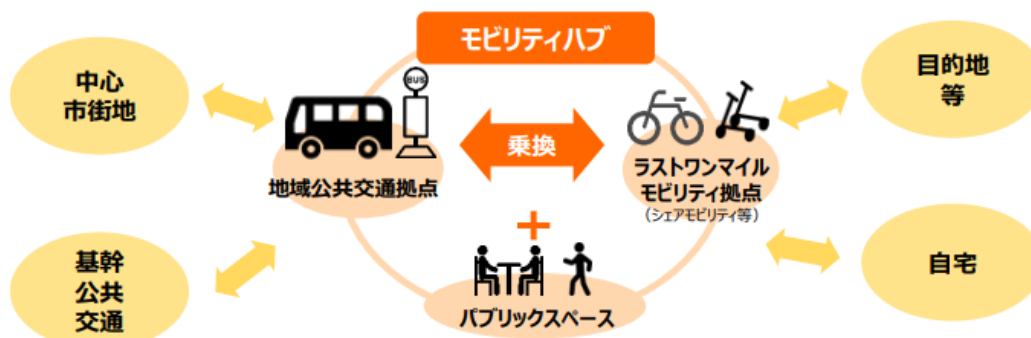 モビリティハブ
中心
市街地
BUS
乗換
目的地
等
地域公共交通拠点
ラストワンマイル
モビリティ拠点
（シェアモビリティ等）
基幹
公共
交通
＋
パブリックスペース
自宅